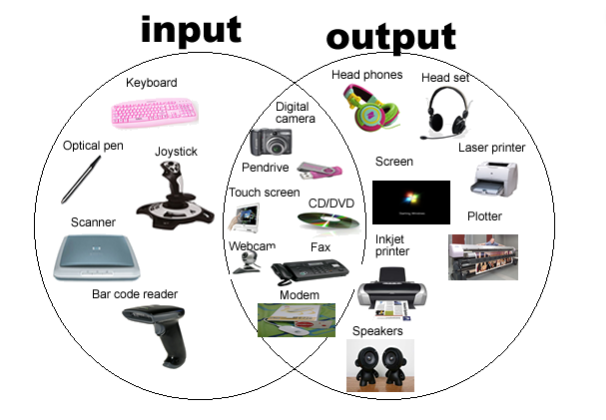 input
output
Keyboard
Optical pen
Joystick
Scanner
Bar code reader
Digital
camera
Pendrive
Touch screen
CD/DVD
Webcam
Fax
Modem
Head phones
Head set
Laser printer
Screen
Plotter
Inkjet
printer
Speakers